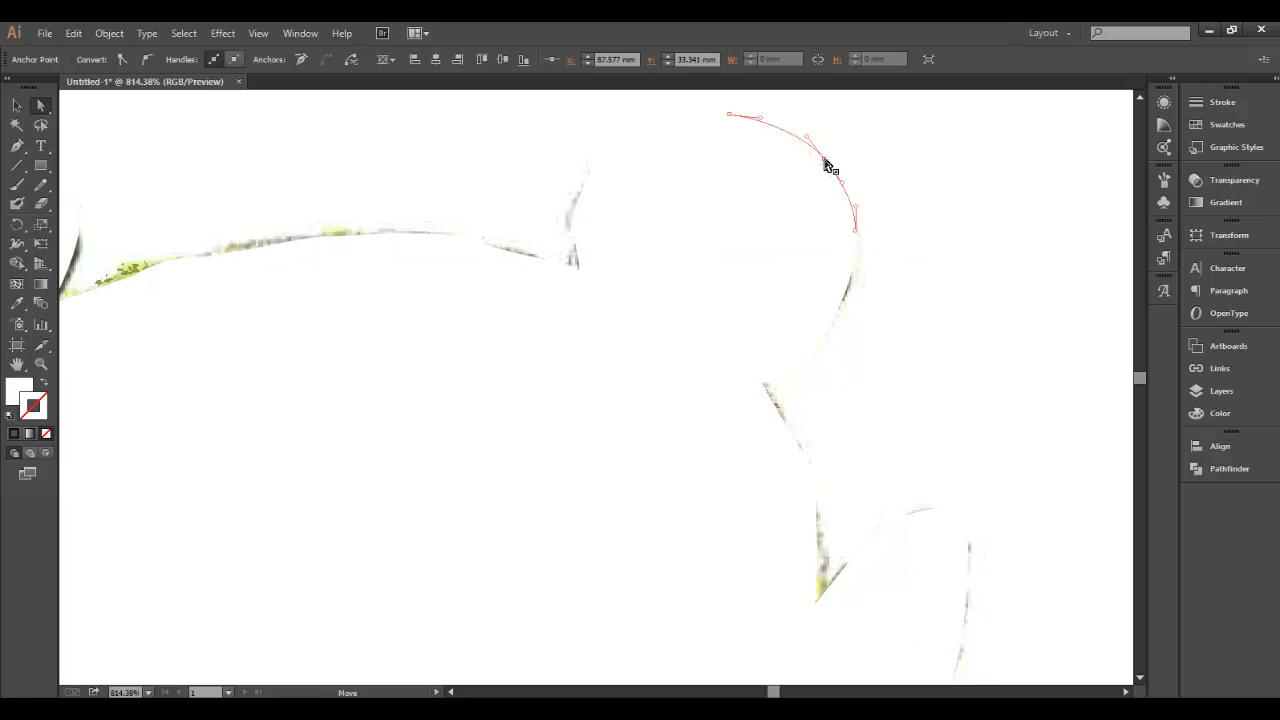 Ai File Edit Object Type Select Effect View Window Help Br Layout
Anchor Point Convert: Handles: Anchors: X: 87.577 mm Y: 33.341 mm W: 0 mm H: 0 mm
Untitled-1* @ 814.38% (RGB/Preview) ×
Stroke
Swatches
Graphic Styles
Transparency
Gradient
Transform
Character
Paragraph
OpenType
Artboards
Links
Layers
Color
Align
Pathfinder
814.38% 1 Move